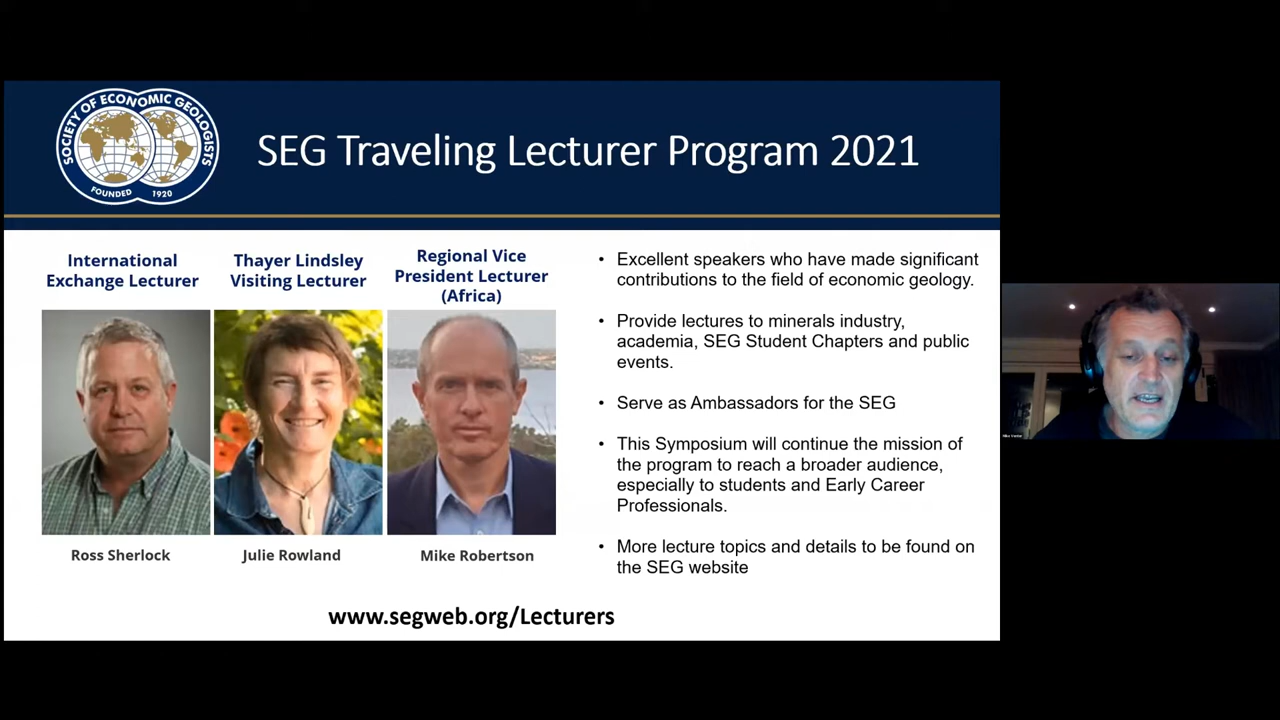 SOCIETY OF ECONOMIC GEOLOGISTS
FOUNDED 1920
SEG Traveling Lecturer Program 2021
International
Exchange Lecturer
Thayer Lindsley
Visiting Lecturer
Regional Vice
President Lecturer
(Africa)
Ross Sherlock
Julie Rowland
Mike Robertson
• Excellent speakers who have made significant
contributions to the field of economic geology.
• Provide lectures to minerals industry,
academia, SEG Student Chapters and public
events.
• Serve as Ambassadors for the SEG
• This Symposium will continue the mission of
the program to reach a broader audience,
especially to students and Early Career
Professionals.
• More lecture topics and details to be found on
the SEG website
www.segweb.org/Lecturers